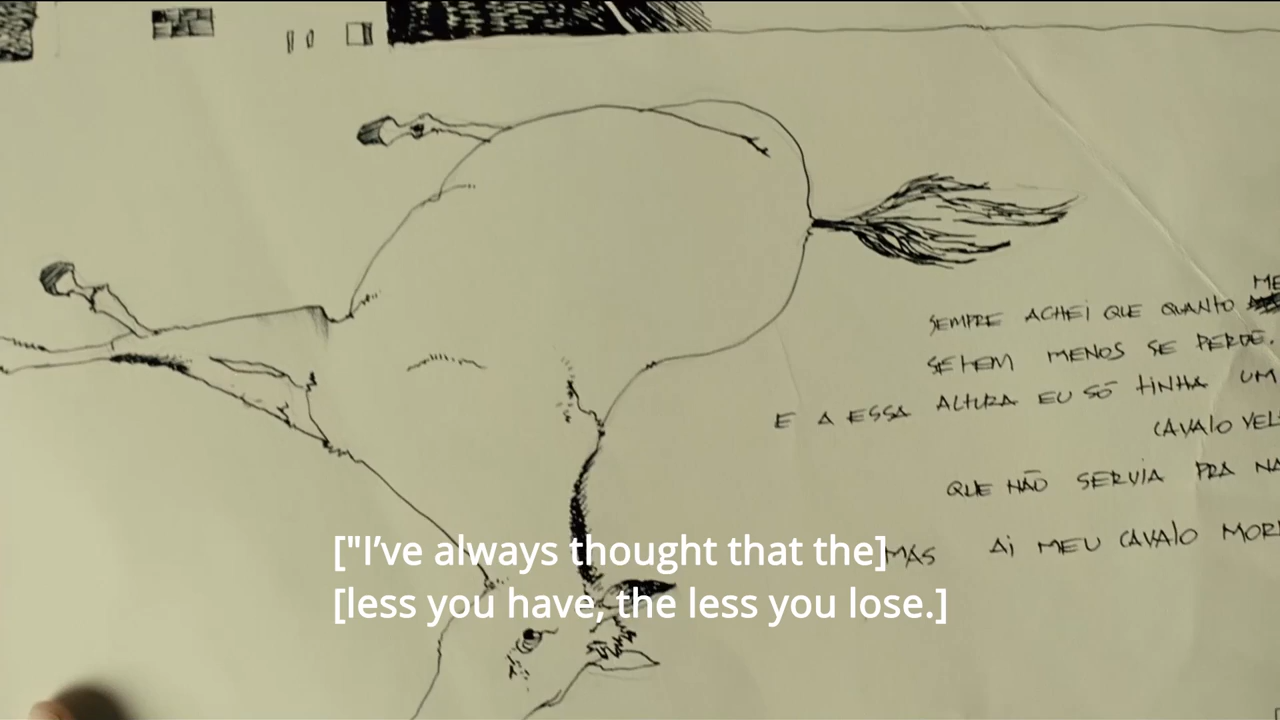 SEMPRE ACHEI QUE QUANTO ME
SE TEM MENOS SE PERDE.
E A ESSA ALTURA EU SÓ TINHA UM
CAVALO VEL
QUE NÃO SERVIA PRA NA
MAS AI MEU CAVALO MOR
["I’ve always thought that the]
[less you have, the less you lose.]